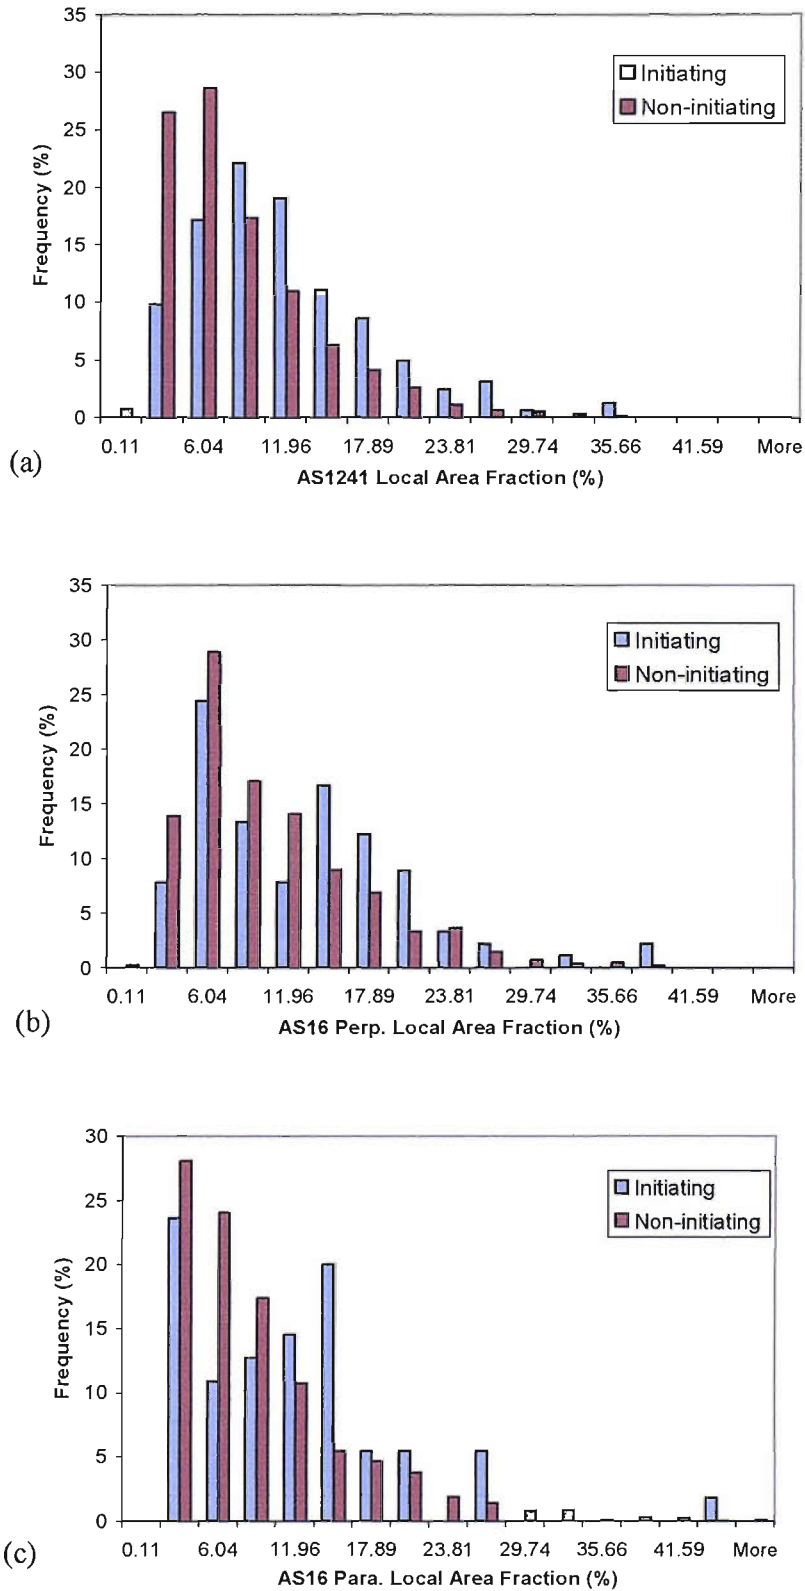 35
30
25
20
15
10
5
0
Frequency (%)
Initiating
Non-initiating
0.11 6.04 11.96 17.89 23.81 29.74 35.66 41.59 More
AS1241 Local Area Fraction (%)
(a)
35
30
25
20
15
10
5
0
Frequency (%)
Initiating
Non-initiating
0.11 6.04 11.96 17.89 23.81 29.74 35.66 41.59 More
AS16 Perp. Local Area Fraction (%)
(b)
30
25
20
15
10
5
0
Frequency (%)
Initiating
Non-initiating
0.11 6.04 11.96 17.89 23.81 29.74 35.66 41.59 More
AS16 Para. Local Area Fraction (%)
(c)